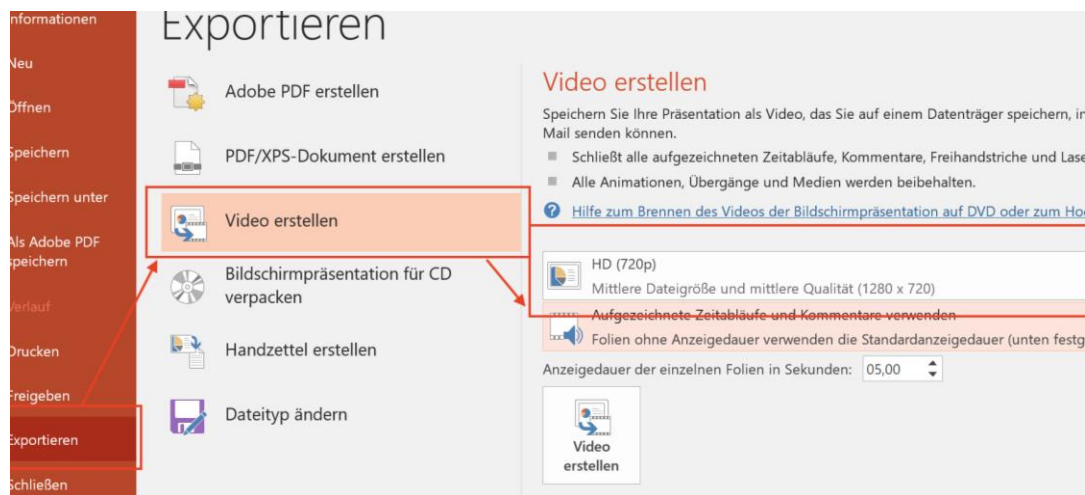 Informationen
Neu
Öffnen
Speichern
Speichern unter
Als Adobe PDF
speichern
Verlauf
Drucken
Freigeben
Exportieren
Schließen
Exportieren
Adobe PDF erstellen
PDF/XPS-Dokument erstellen
Video erstellen
Bildschirmpräsentation für CD
verpacken
Handzettel erstellen
Dateityp ändern
Video erstellen
Speichern Sie Ihre Präsentation als Video, das Sie auf einem Datenträger speichern, in
Mail senden können.
Schließt alle aufgezeichneten Zeitabläufe, Kommentare, Freihandstriche und Lase
Alle Animationen, Übergänge und Medien werden beibehalten.
Hilfe zum Brennen des Videos der Bildschirmpräsentation auf DVD oder zum Ho
HD (720p)
Mittlere Dateigröße und mittlere Qualität (1280 x 720)
Aufgezeichnete Zeitabläufe und Kommentare verwenden
Folien ohne Anzeigedauer verwenden die Standardanzeigedauer (unten festg
Anzeigedauer der einzelnen Folien in Sekunden: 05,00
Video
erstellen